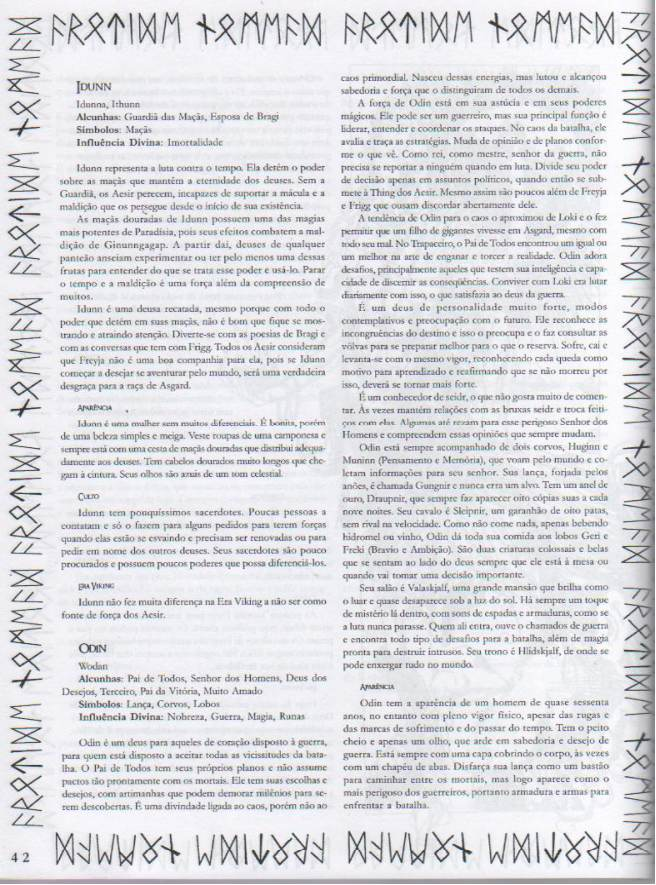 IDUNN
Idunna, Ithunn
Alcunhas: Guardiã das Maçãs, Esposa de Bragi
Símbolos: Maçãs
Influência Divina: Imortalidade
Idunn representa a luta contra o tempo. Ela detém o poder
sobre as maçãs que mantém a eternidade dos deuses. Sem a
Guardiã, os Aesir perecem, incapazes de suportar a mácula e a
maldição que os persegue desde o início de sua existência.
As maçãs douradas de Idunn possuem uma das magias
mais potentes de Paradísia, pois seus efeitos combatem a mal-
dição de Ginunngagap. A partir daí, deuses de qualquer
panteão anseiam experimentar ou ter pelo menos uma dessas
frutas para entender do que se trata esse poder e usá-lo. Parar
o tempo e a maldição é uma força além da compreensão de
muitos.
Idunn é uma deusa recatada, mesmo porque com todo o
poder que detém em suas maçãs, não é bom que fique se mos-
trando e atraindo atenção. Diverte-se com as poesias de Bragi e
com as conversas que tem com Frigg. Todos os Aesir consideram
que Freyja não é uma boa companhia para ela, pois se Idunn
começar a desejar se aventurar pelo mundo, será uma verdadeira
desgraça para a raça de Asgard.
APARÊNCIA
Idunn é uma mulher sem muitos diferenciais. É bonita, porém
de uma beleza simples e meiga. Veste roupas de uma camponesa e
sempre está com uma cesta de maçãs douradas que distribui adequa-
damente aos deuses. Tem cabelos dourados muito longos que che-
gam à cintura. Seus olhos são azuis de um tom celestial.
CULTO
Idunn tem pouquíssimos sacerdotes. Poucas pessoas a
contatam e só o fazem para alguns pedidos para terem forças
quando elas estão se esvaindo e precisam ser renovadas ou para
pedir em nome dos outros deuses. Seus sacerdotes são pouco
procurados e possuem poucos poderes que possa diferenciá-los.
ERA VIKING
Idunn não fez muita diferença na Era Viking a não ser como
fonte de força dos Aesir.
ODIN
Wodan
Alcunhas: Pai de Todos, Senhor dos Homens, Deus dos
Desejos, Terceiro, Pai da Vitória, Muito Amado
Símbolos: Lança, Corvos, Lobos
Influência Divina: Nobreza, Guerra, Magia, Runas
Odin é um deus para aqueles de coração disposto à guerra,
para quem está disposto a aceitar todas as vicissitudes da bata-
lha. O Pai de Todos tem seus próprios planos e não assume
pactos tão prontamente com os mortais. Ele tem suas escolhas e
desejos, com artimanhas que podem demorar milênios para se-
rem descobertas. É uma divindade ligada ao caos, porém não ao
caos primordial. Nasceu dessas energias, mas lutou e alcançou
sabedoria e força que o distinguiram de todos os demais.
A força de Odin está em sua astúcia e em seus poderes
mágicos. Ele pode ser um guerreiro, mas sua principal função é
liderar, entender e coordenar os ataques. No caos da batalha, ele
avalia e traça as estratégias. Muda de opinião e de planos confor-
me o que vê. Como rei, como mestre, senhor da guerra, não
precisa se reportar a ninguém quando em luta. Divide seu poder
de decisão apenas em assuntos políticos, quando então se sub-
mete à Thing dos Aesir. Mesmo assim são poucos além de Freyja
e Frigg que ousam discordar abertamente dele.
A tendência de Odin para o caos o aproximou de Loki e o fez
permitir que um filho de gigantes vivesse em Asgard, mesmo com
todo seu mal. No Trapaceiro, o Pai de Todos encontrou um igual ou
um melhor na arte de enganar e torcer a realidade. Odin adora
desafios, principalmente aqueles que testem sua inteligência e capa-
cidade de discernir as conseqüências. Conviver com Loki era lutar
diariamente com isso, o que satisfazia ao deus da guerra.
É um deus de personalidade muito forte, modos
contemplativos e preocupação com o futuro. Ele reconhece as
incongruências do destino e isso o preocupa e o faz consultar as
völvas para se preparar melhor para o que o reserva. Sofre, cai e
levanta-se com o mesmo vigor, reconhecendo cada queda como
motivo para aprendizado e reafirmando que se não morreu por
isso, deverá se tornar mais forte.
É um conhecedor de seidr, o que não gosta muito de comen-
tar. Às vezes mantém relações com as bruxas seidr e troca feiti-
ços com elas. Algumas até rezam para esse perigoso Senhor dos
Homens e compreendem essas opiniões que sempre mudam.
Odin está sempre acompanhado de dois corvos, Huginn e
Muninn (Pensamento e Memória), que voam pelo mundo e co-
letam informações para seu senhor. Sua lança, forjada pelos
anões, é chamada Gungnir e nunca erra um alvo. Tem um anel de
ouro, Draupnir, que sempre faz aparecer oito cópias suas a cada
nove noites. Seu cavalo é Sleipnir, um garanhão de oito patas,
sem rival na velocidade. Como não come nada, apenas bebendo
hidromel ou vinho, Odin dá toda sua comida aos lobos Geri e
Freki (Bravio e Ambição). São duas criaturas colossais e belas
que se sentam ao lado do deus sempre que ele está à mesa ou
quando vai tomar uma decisão importante.
Seu salão é Valaskjalf, uma grande mansão que brilha como
o luar e quase desaparece sob a luz do sol. Há sempre um toque
de mistério lá dentro, com sons de espadas e armaduras, como se
a luta nunca parasse. Quem ali entra, ouve o chamados de guerra
e encontra todo tipo de desafios para a batalha, além de magia
pronta para destruir intrusos. Seu trono é Hlidskjalf, de onde se
pode enxergar tudo no mundo.
APARÊNCIA
Odin tem a aparência de um homem de quase sessenta
anos, no entanto com pleno vigor físico, apesar das rugas e
das marcas de sofrimento e do passar do tempo. Tem o peito
cheio e apenas um olho, que arde em sabedoria e desejo de
guerra. Está sempre com uma capa cobrindo o corpo, às vezes
com um chapéu de abas. Disfarça sua lança como um bastão
para caminhar entre os mortais, mas logo aparece como o
mais perigoso dos guerreiros, portanto armadura e armas para
enfrentar a batalha.
42